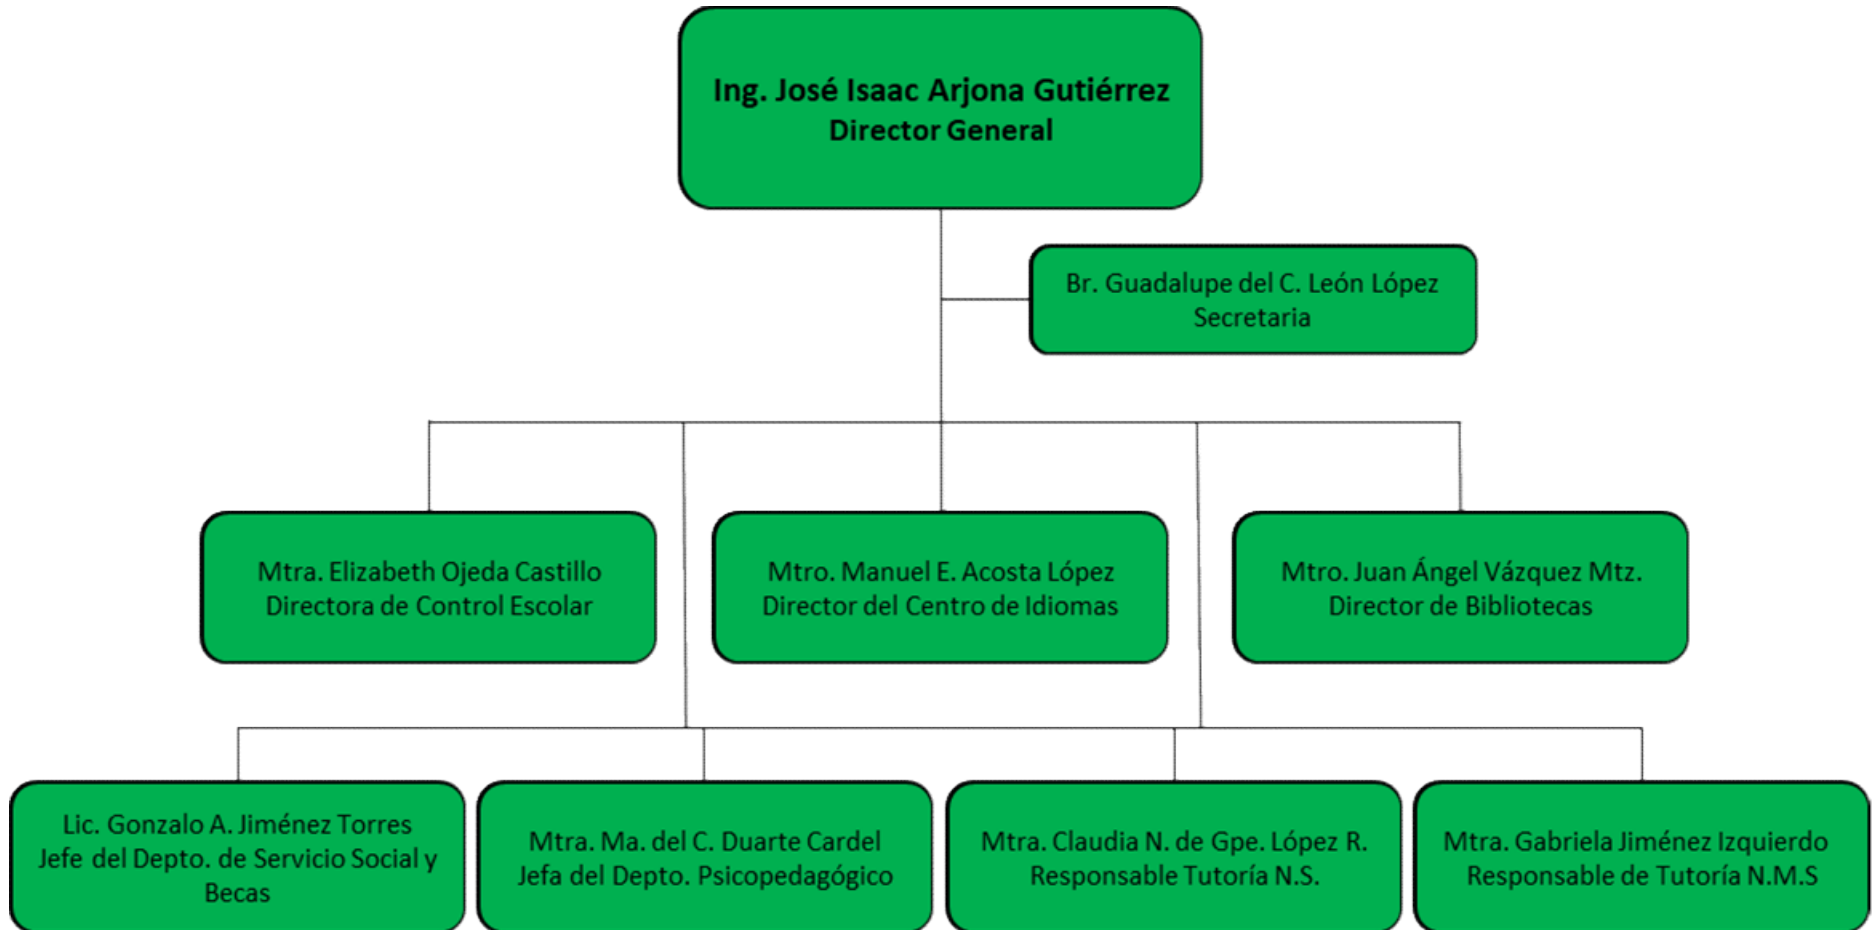 Ing. José Isaac Arjona Gutiérrez
Director General
Br. Guadalupe del C. León López
Secretaria
Mtra. Elizabeth Ojeda Castillo
Directora de Control Escolar
Mtro. Manuel E. Acosta López
Director del Centro de Idiomas
Mtro. Juan Ángel Vázquez Mtz.
Director de Bibliotecas
Lic. Gonzalo A. Jiménez Torres
Jefe del Depto. de Servicio Social y
Becas
Mtra. Ma. del C. Duarte Cardel
Jefa del Depto. Psicopedagógico
Mtra. Claudia N. de Gpe. López R.
Responsable Tutoría N.S.
Mtra. Gabriela Jiménez Izquierdo
Responsable de Tutoría N.M.S